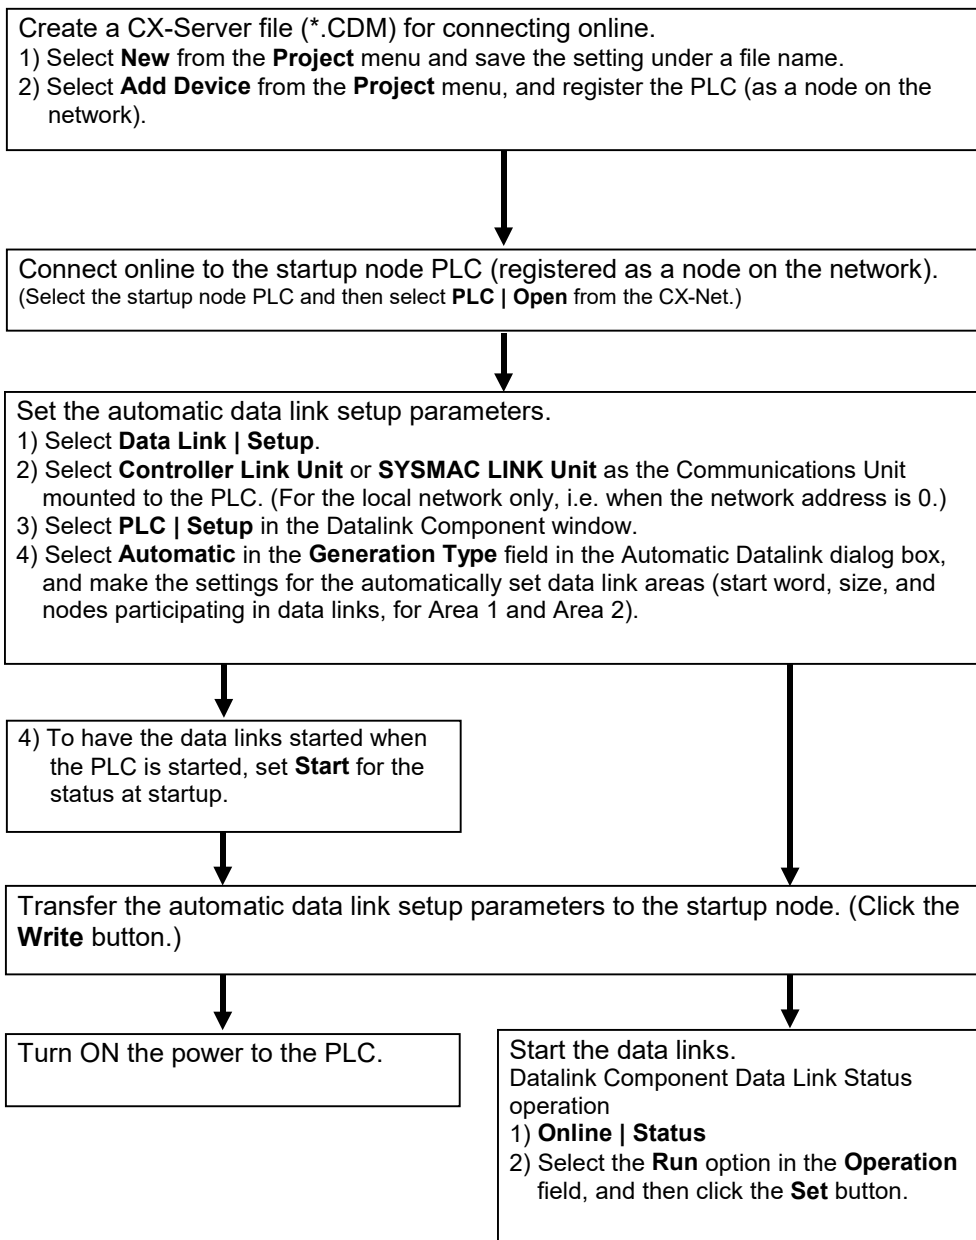 Create a CX-Server file (*.CDM) for connecting online.
1) Select New from the Project menu and save the setting under a file name.
2) Select Add Device from the Project menu, and register the PLC (as a node on the
network).
Connect online to the startup node PLC (registered as a node on the network).
(Select the startup node PLC and then select PLC | Open from the CX-Net.)
Set the automatic data link setup parameters.
1) Select Data Link | Setup.
2) Select Controller Link Unit or SYSMAC LINK Unit as the Communications Unit
mounted to the PLC. (For the local network only, i.e. when the network address is 0.)
3) Select PLC | Setup in the Datalink Component window.
4) Select Automatic in the Generation Type field in the Automatic Datalink dialog box,
and make the settings for the automatically set data link areas (start word, size, and
nodes participating in data links, for Area 1 and Area 2).
4) To have the data links started when
the PLC is started, set Start for the
status at startup.
Transfer the automatic data link setup parameters to the startup node. (Click the
Write button.)
Turn ON the power to the PLC.
Start the data links.
Datalink Component Data Link Status
operation
1) Online | Status
2) Select the Run option in the Operation
field, and then click the Set button.